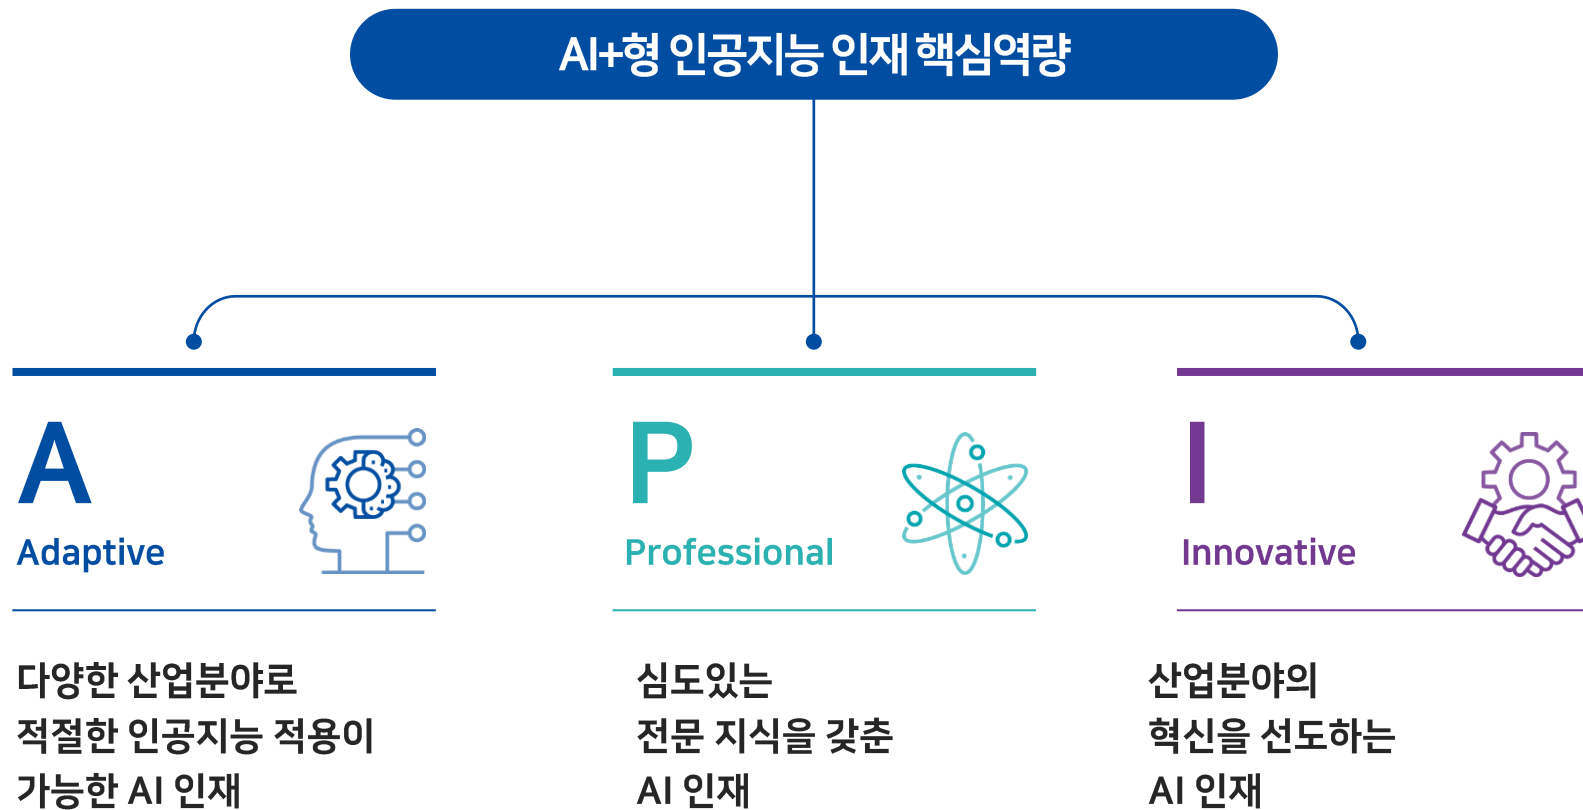 AI+형 인공지능 인재 핵심역량
A
Adaptive
다양한 산업분야로
적절한 인공지능 적용이
가능한 AI 인재
P
Professional
심도있는
전문 지식을 갖춘
AI 인재
I
Innovative
산업분야의
혁신을 선도하는
AI 인재